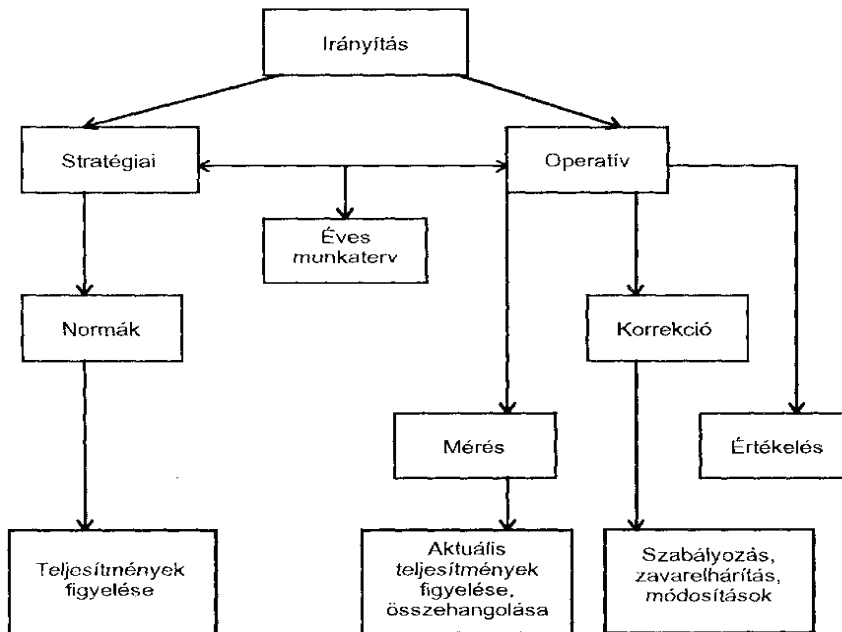 Irányítás
Stratégiai
Operatív
Éves
munkaterv
Normák
Korrekció
Mérés
Értékelés
Teljesítmények
figyelése
Aktuális
teljesítmények
figyelése,
összehangolása
Szabályozás,
zavarelhárítás,
módosítások